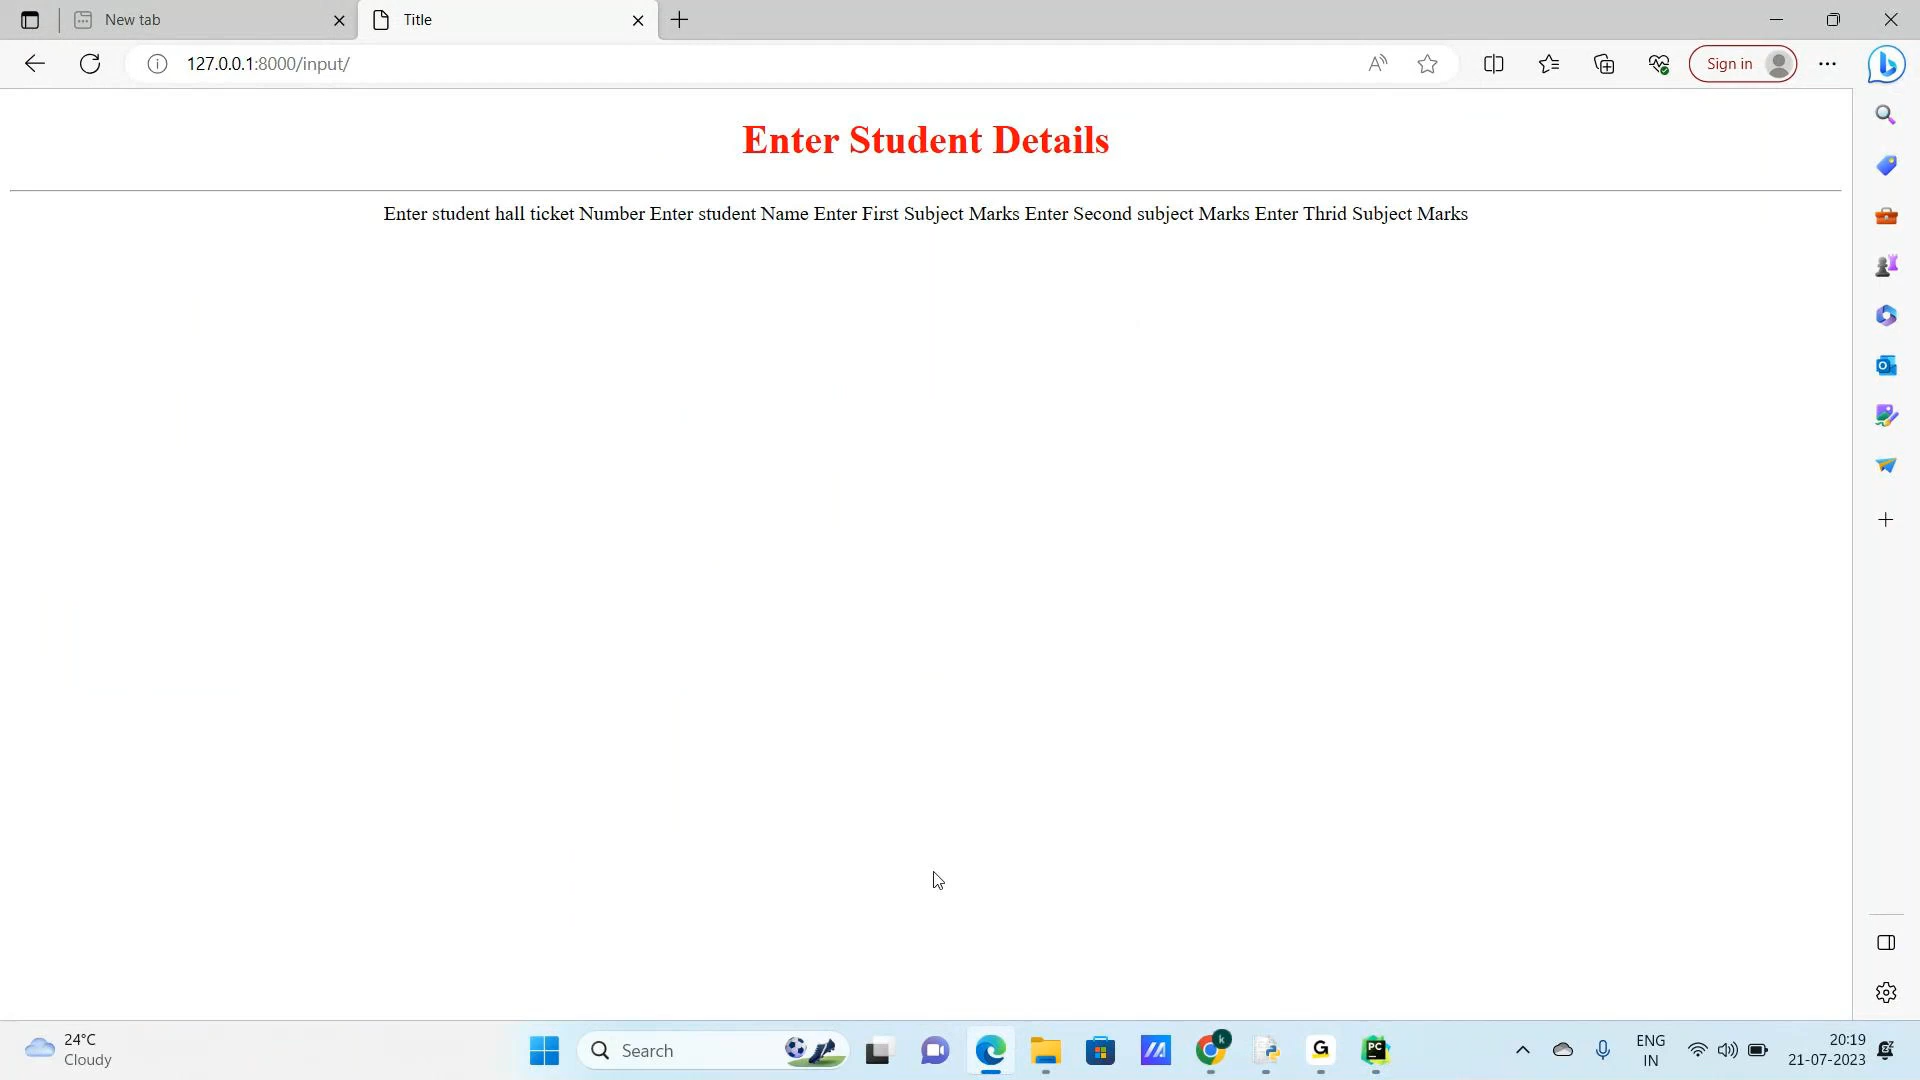 New tab
Title
127.0.0.1:8000/input/
Sign in
Enter Student Details
Enter student hall ticket Number Enter student Name Enter First Subject Marks Enter Second subject Marks Enter Thrid Subject Marks
24°C
Cloudy
Search
k
G
PC
ENG
IN
20:19
21-07-2023